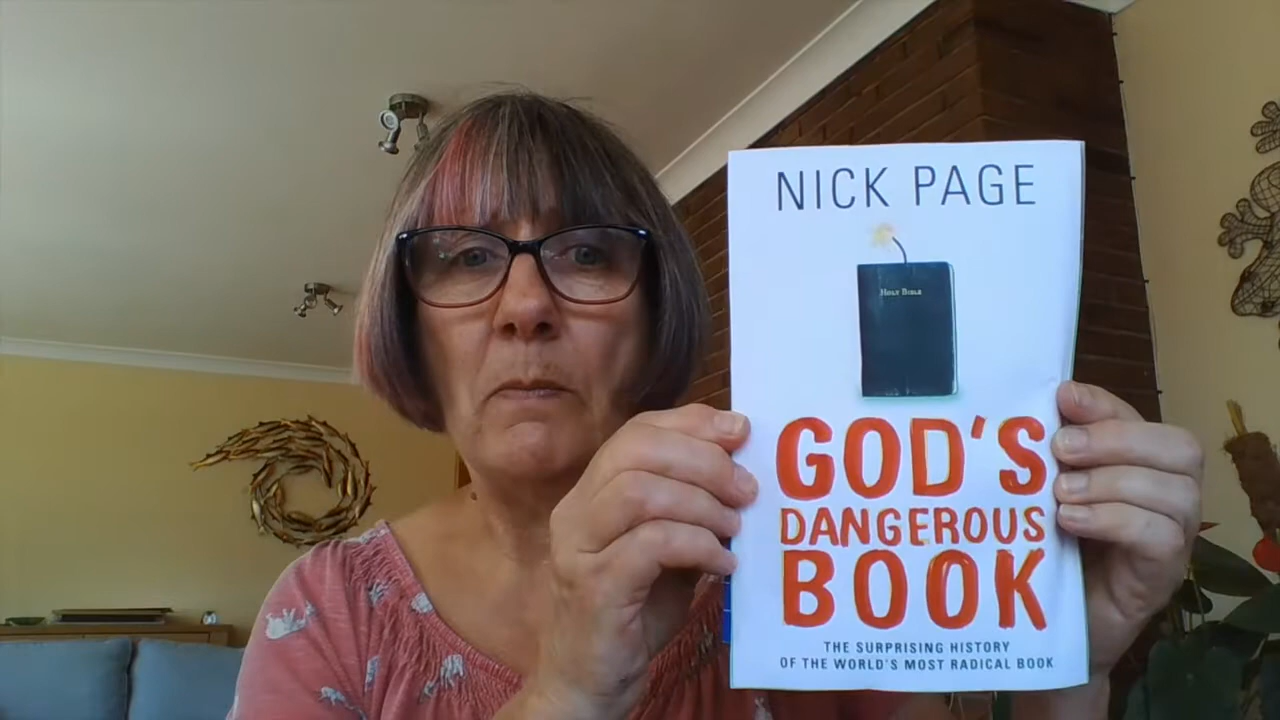 NICK PAGE
HOLY BIBLE
GOD'S
DANGEROUS
BOOK
THE SURPRISING HISTORY
OF THE WORLD'S MOST RADICAL BOOK